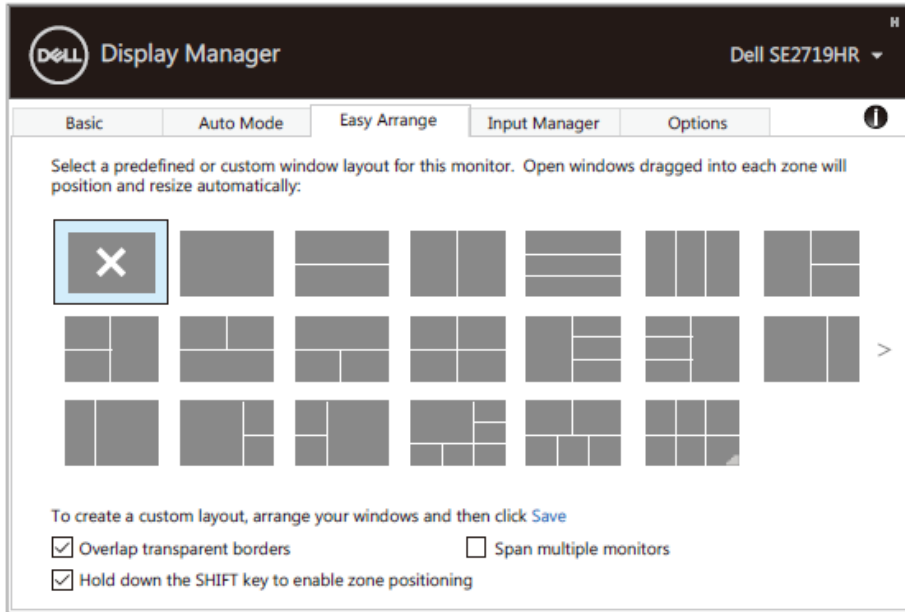 H
DELL Display Manager
Dell SE2719HR
Basic Auto Mode Easy Arrange Input Manager Options
Select a predefined or custom window layout for this monitor. Open windows dragged into each zone will
position and resize automatically:
>
To create a custom layout, arrange your windows and then click Save
Overlap transparent borders
Span multiple monitors
Hold down the SHIFT key to enable zone positioning